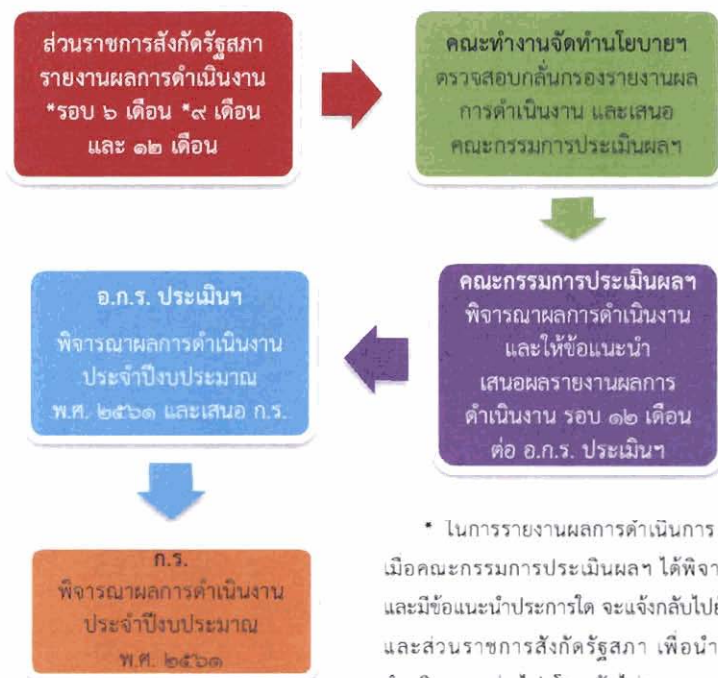 ส่วนราชการสังกัดรัฐสภา
รายงานผลการดำเนินงาน
*รอบ ๖ เดือน *๙ เดือน
และ ๑๒ เดือน
คณะทำงานจัดทำนโยบายฯ
ตรวจสอบกลั่นกรองรายงานผล
การดำเนินงาน และเสนอ
คณะกรรมการประเมินผลฯ
คณะกรรมการประเมินผลฯ
พิจารณาผลการดำเนินงาน
และให้ข้อแนะนำ
เสนอผลรายงานผลการ
ดำเนินงาน รอบ ๑๒ เดือน
ต่อ อ.ก.ร. ประเมินฯ
อ.ก.ร. ประเมินฯ
พิจารณาผลการดำเนินงาน
ประจำปีงบประมาณ
พ.ศ. ๒๕๖๑ และเสนอ ก.ร.
ก.ร.
พิจารณาผลการดำเนินงาน
ประจำปีงบประมาณ
พ.ศ. ๒๕๖๑
* ในการรายงานผลการดำเนินการ
เมื่อคณะกรรมการประเมินผลฯ ได้พิจา
และมีข้อแนะนำประการใด จะแจ้งกลับไปยั
และส่วนราชการสังกัดรัฐสภา เพื่อนำ